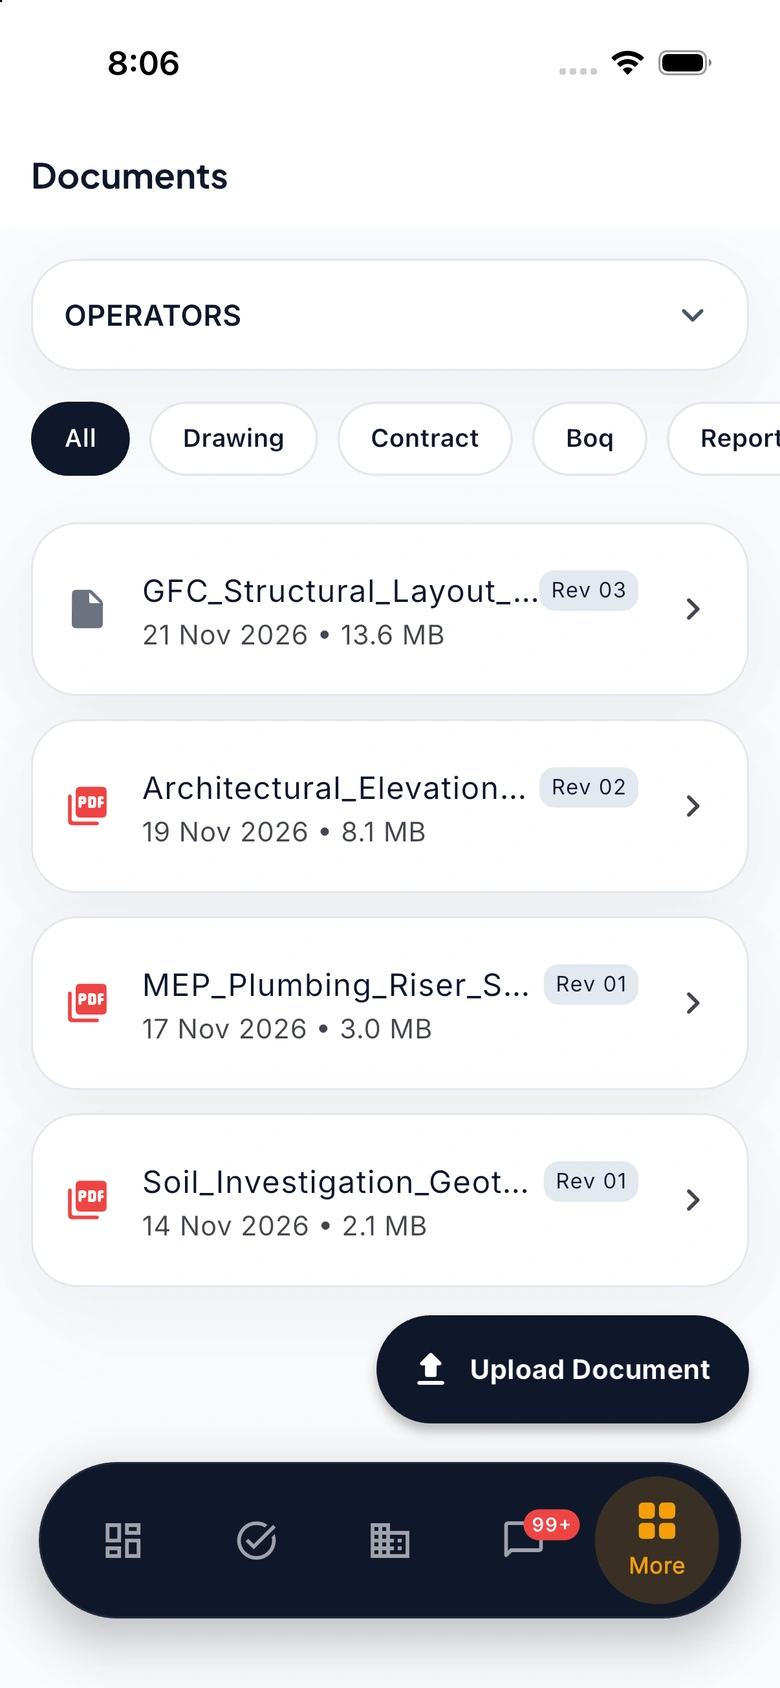 8:06
Documents
OPERATORS
All Drawing Contract Boq Report
GFC_Structural_Layout_... Rev 03
21 Nov 2026 • 13.6 MB
PDF
Architectural_Elevation... Rev 02
19 Nov 2026 • 8.1 MB
PDF
MEP_Plumbing_Riser_S... Rev 01
17 Nov 2026 • 3.0 MB
PDF
Soil_Investigation_Geot... Rev 01
14 Nov 2026 • 2.1 MB
Upload Document
99+
More